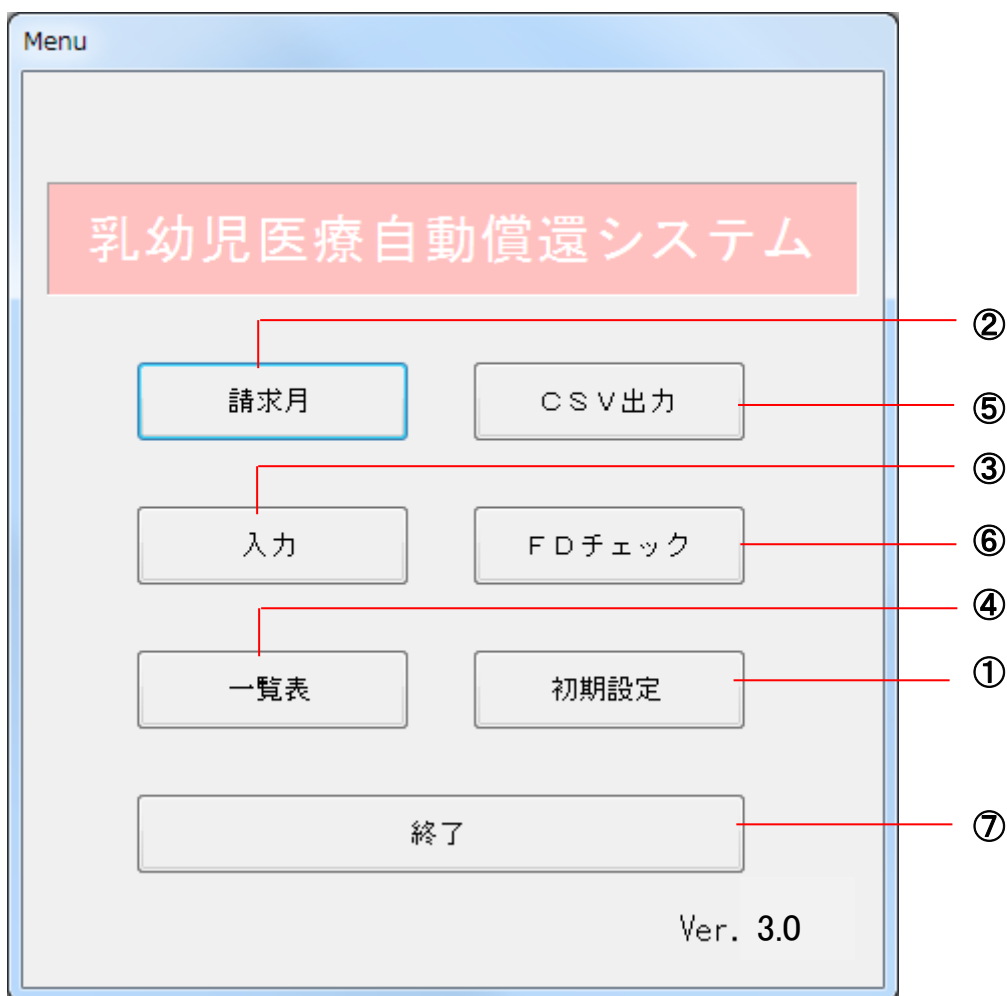 Menu
乳幼児医療自動償還システム
②
請求月
ＣＳＶ出力
⑤
③
入力
ＦＤチェック
⑥
④
一覧表
初期設定
①
終了
⑦
Ver. 3.0